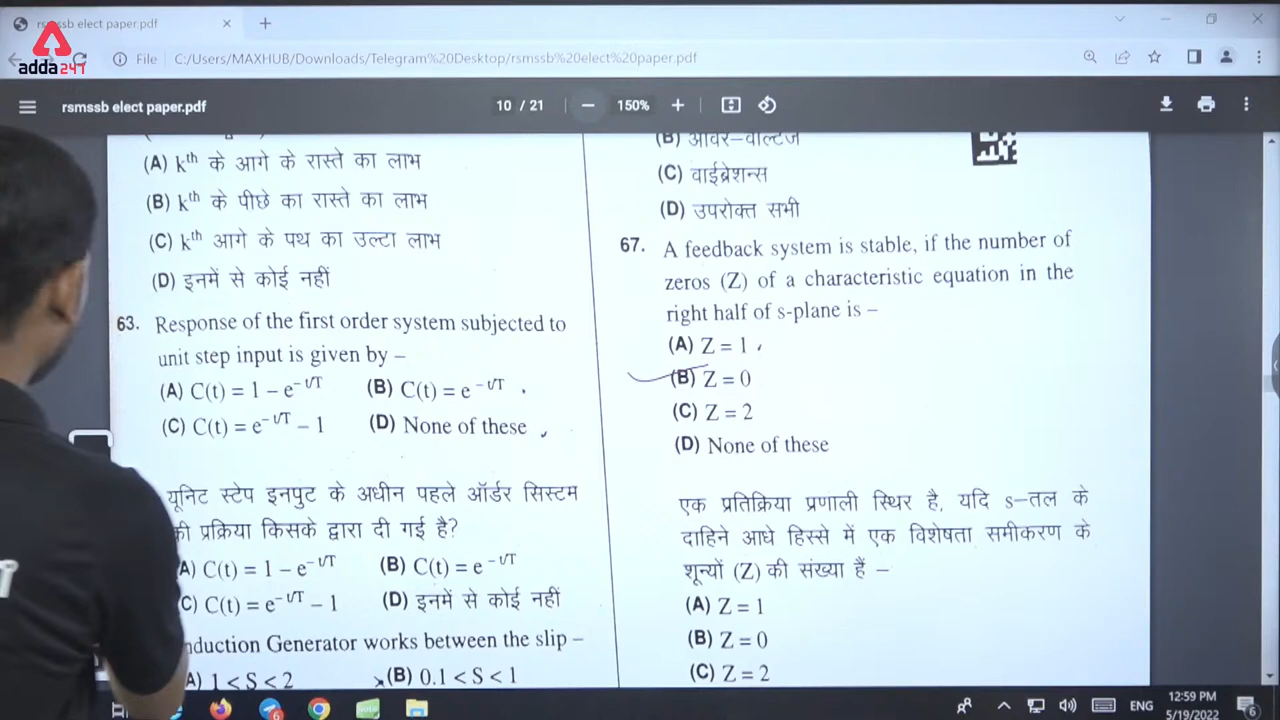 rsmssb elect paper.pdf
adda247
File
C:/Users/MAXHUB/Downloads/Telegram%20Desktop/rsmssb%20elect%20paper.pdf
rsmssb elect paper.pdf
10 / 21
150%
(A) kth के आगे के रास्ते का लाभ
(B) kth के पीछे का रास्ते का लाभ
(C) kth आगे के पथ का उल्टा लाभ
(D) इनमें से कोई नहीं
63. Response of the first order system subjected to
unit step input is given by –
(A) C(t) = 1 – e– t/T (B) C(t) = e – t/T
(C) C(t) = e– t/T – 1 (D) None of these
यूनिट स्टेप इनपुट के अधीन पहले ऑर्डर सिस्टम
की प्रक्रिया किसके द्वारा दी गई है?
A) C(t) = 1 – e– t/T (B) C(t) = e – t/T
C) C(t) = e– t/T – 1 (D) इनमें से कोई नहीं
nduction Generator works between the slip –
A) 1 < S < 2 (B) 0.1 < S < 1
(B) ओवर–वोल्टेज
(C) वाईब्रेशन्स
(D) उपरोक्त सभी
67. A feedback system is stable, if the number of
zeros (Z) of a characteristic equation in the
right half of s-plane is –
(A) Z = 1
(B) Z = 0
(C) Z = 2
(D) None of these
एक प्रतिक्रिया प्रणाली स्थिर है, यदि s–तल के
दाहिने आधे हिस्से में एक विशेषता समीकरण के
शून्यों (Z) की संख्या हैं –
(A) Z = 1
(B) Z = 0
(C) Z = 2
ENG
12:59 PM
5/19/2022
6